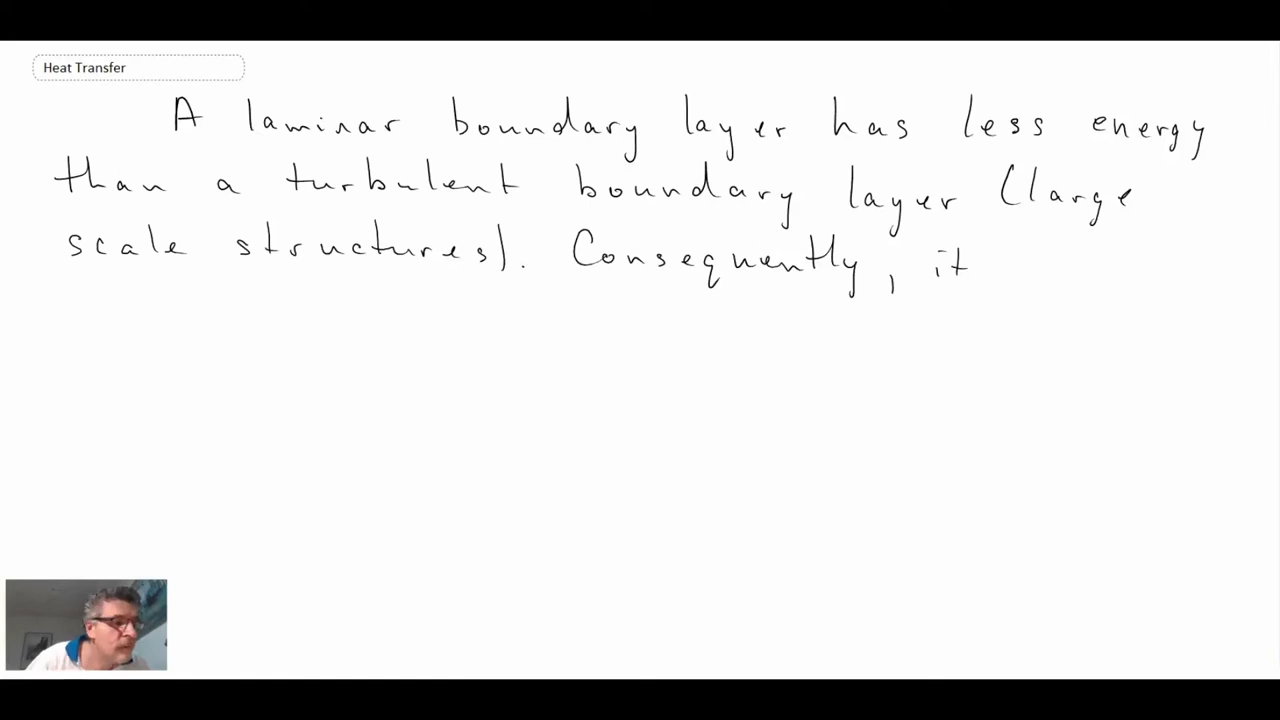 Heat Transfer
A laminar boundary layer has less energy
than a turbulent boundary layer (large
scale structures). Consequently, it